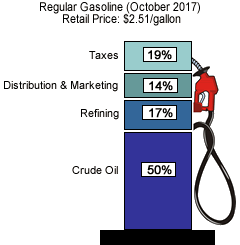 Regular Gasoline (October 2017)
Retail Price: $2.51/gallon
Taxes 19%
Distribution & Marketing 14%
Refining 17%
Crude Oil 50%